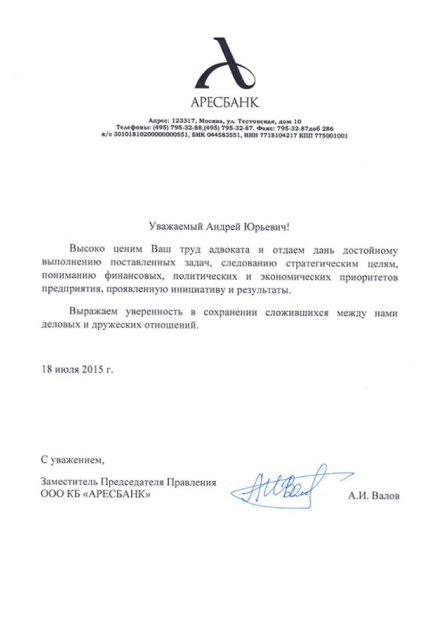 АРЕСБАНК
Адрес: 123317, Москва, ул. Тестовская, дом 10
Телефоны: (495) 795-32-88,(495) 795-32-87. Факс: 795-32-87доб 286
к/с 30101810200000000551, БИК 044583551, ИНН 7718104217 КПП 775001001
Уважаемый Андрей Юрьевич!
Высоко ценим Ваш труд адвоката и отдаем дань достойному
выполнению поставленных задач, следованию стратегическим целям,
пониманию финансовых, политических и экономических приоритетов
предприятия, проявленную инициативу и результаты.
Выражаем уверенность в сохранении сложившихся между нами
деловых и дружеских отношений.
18 июля 2015 г.
С уважением,
Заместитель Председателя Правления
ООО КБ «АРЕСБАНК»
А.И. Валов